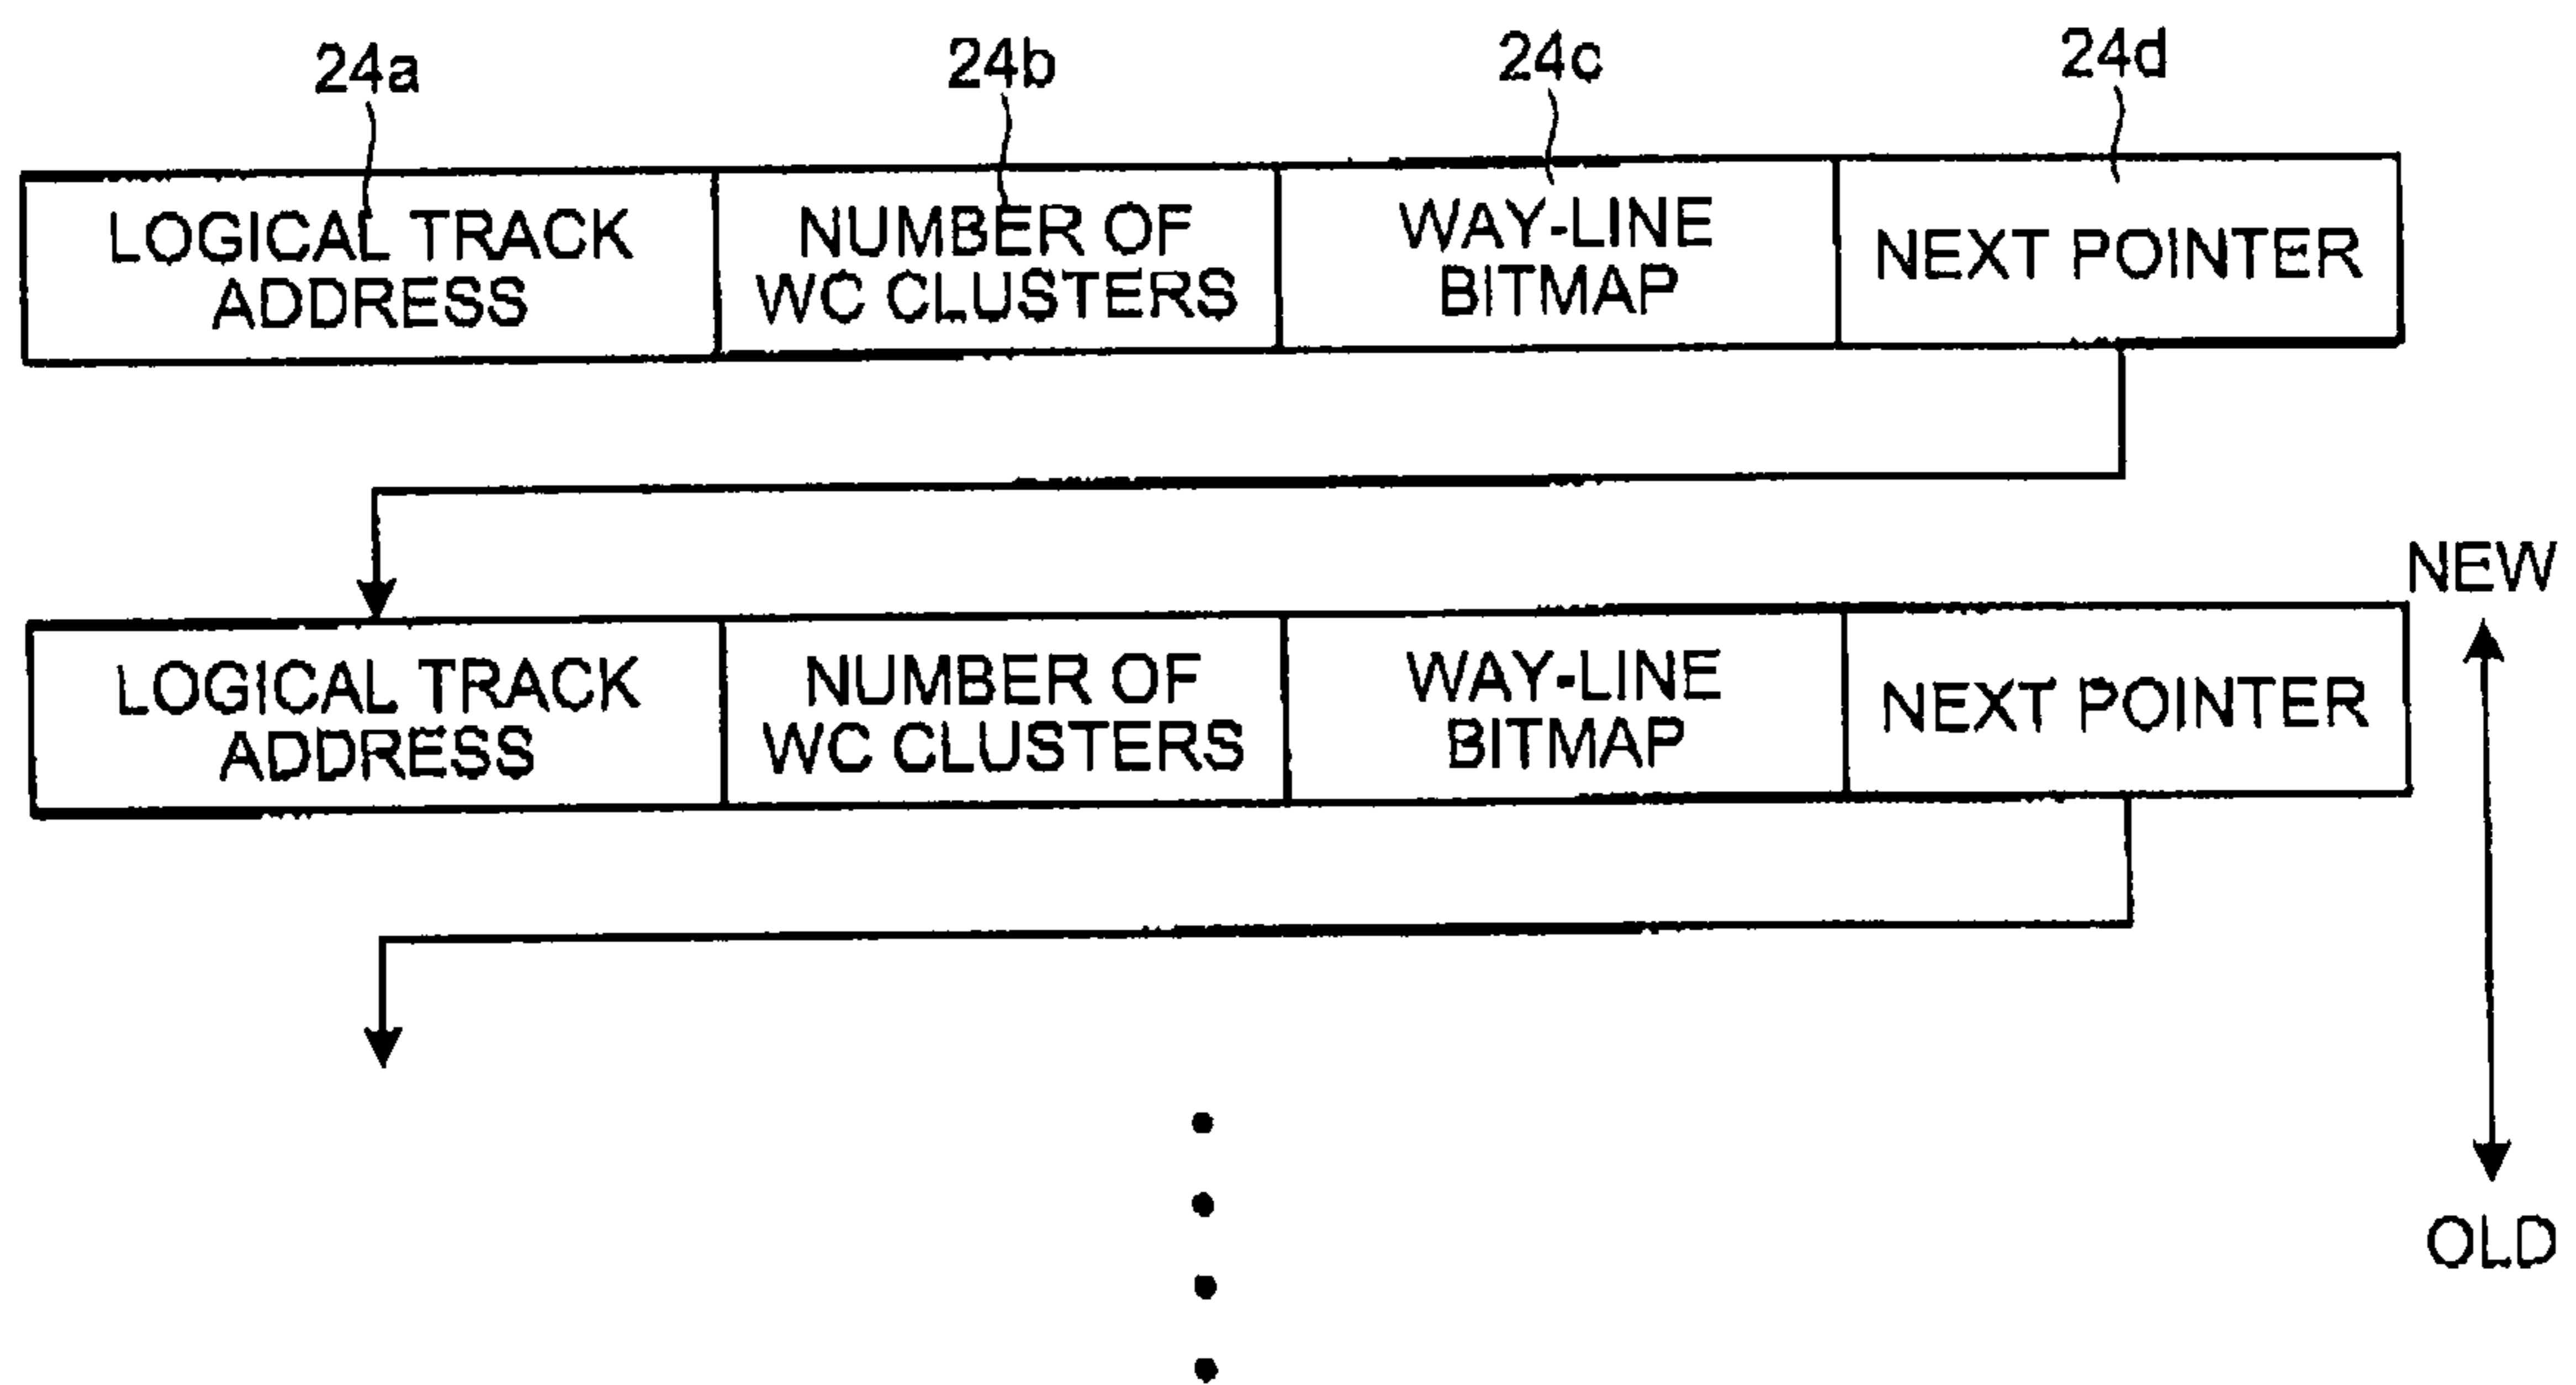 24a 24b 24c 24d
LOGICAL TRACK
ADDRESS
NUMBER OF
WC CLUSTERS
WAY-LINE
BITMAP
NEXT POINTER
NEW
LOGICAL TRACK
ADDRESS
NUMBER OF
WC CLUSTERS
WAY-LINE
BITMAP
NEXT POINTER
OLD